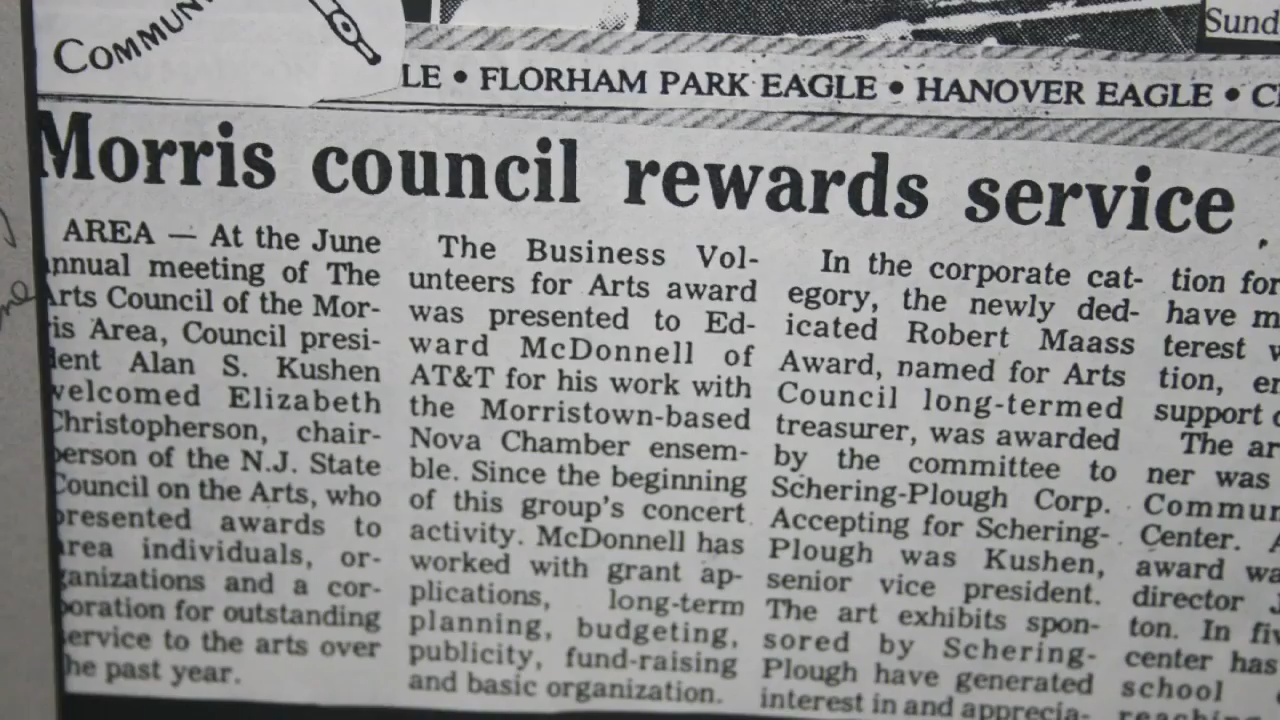 COMMUN
Sund
LE • FLORHAM PARK EAGLE • HANOVER EAGLE • C
Morris council rewards service
AREA — At the June
annual meeting of The
Arts Council of the Mor-
ris Area, Council presi-
dent Alan S. Kushen
welcomed Elizabeth
Christopherson, chair-
person of the N.J. State
Council on the Arts, who
presented awards to
area individuals, or-
ganizations and a cor-
poration for outstanding
service to the arts over
the past year.
The Business Vol-
unteers for Arts award
was presented to Ed-
ward McDonnell of
AT&T for his work with
the Morristown-based
Nova Chamber ensem-
ble. Since the beginning
of this group's concert
activity. McDonnell has
worked with grant ap-
plications, long-term
planning, budgeting,
publicity, fund-raising
and basic organization.
In the corporate cat-
egory, the newly ded-
icated Robert Maass
Award, named for Arts
Council long-termed
treasurer, was awarded
by the committee to
Schering-Plough Corp.
Accepting for Schering-
Plough was Kushen,
senior vice president.
The art exhibits spon-
sored by Schering-
Plough have generated
interest in and apprecia-
tion for
have m
terest w
tion, en
support o
The ar
ner was
Commun
Center. A
award wa
director J
ton. In fiv
center has
school
reaching